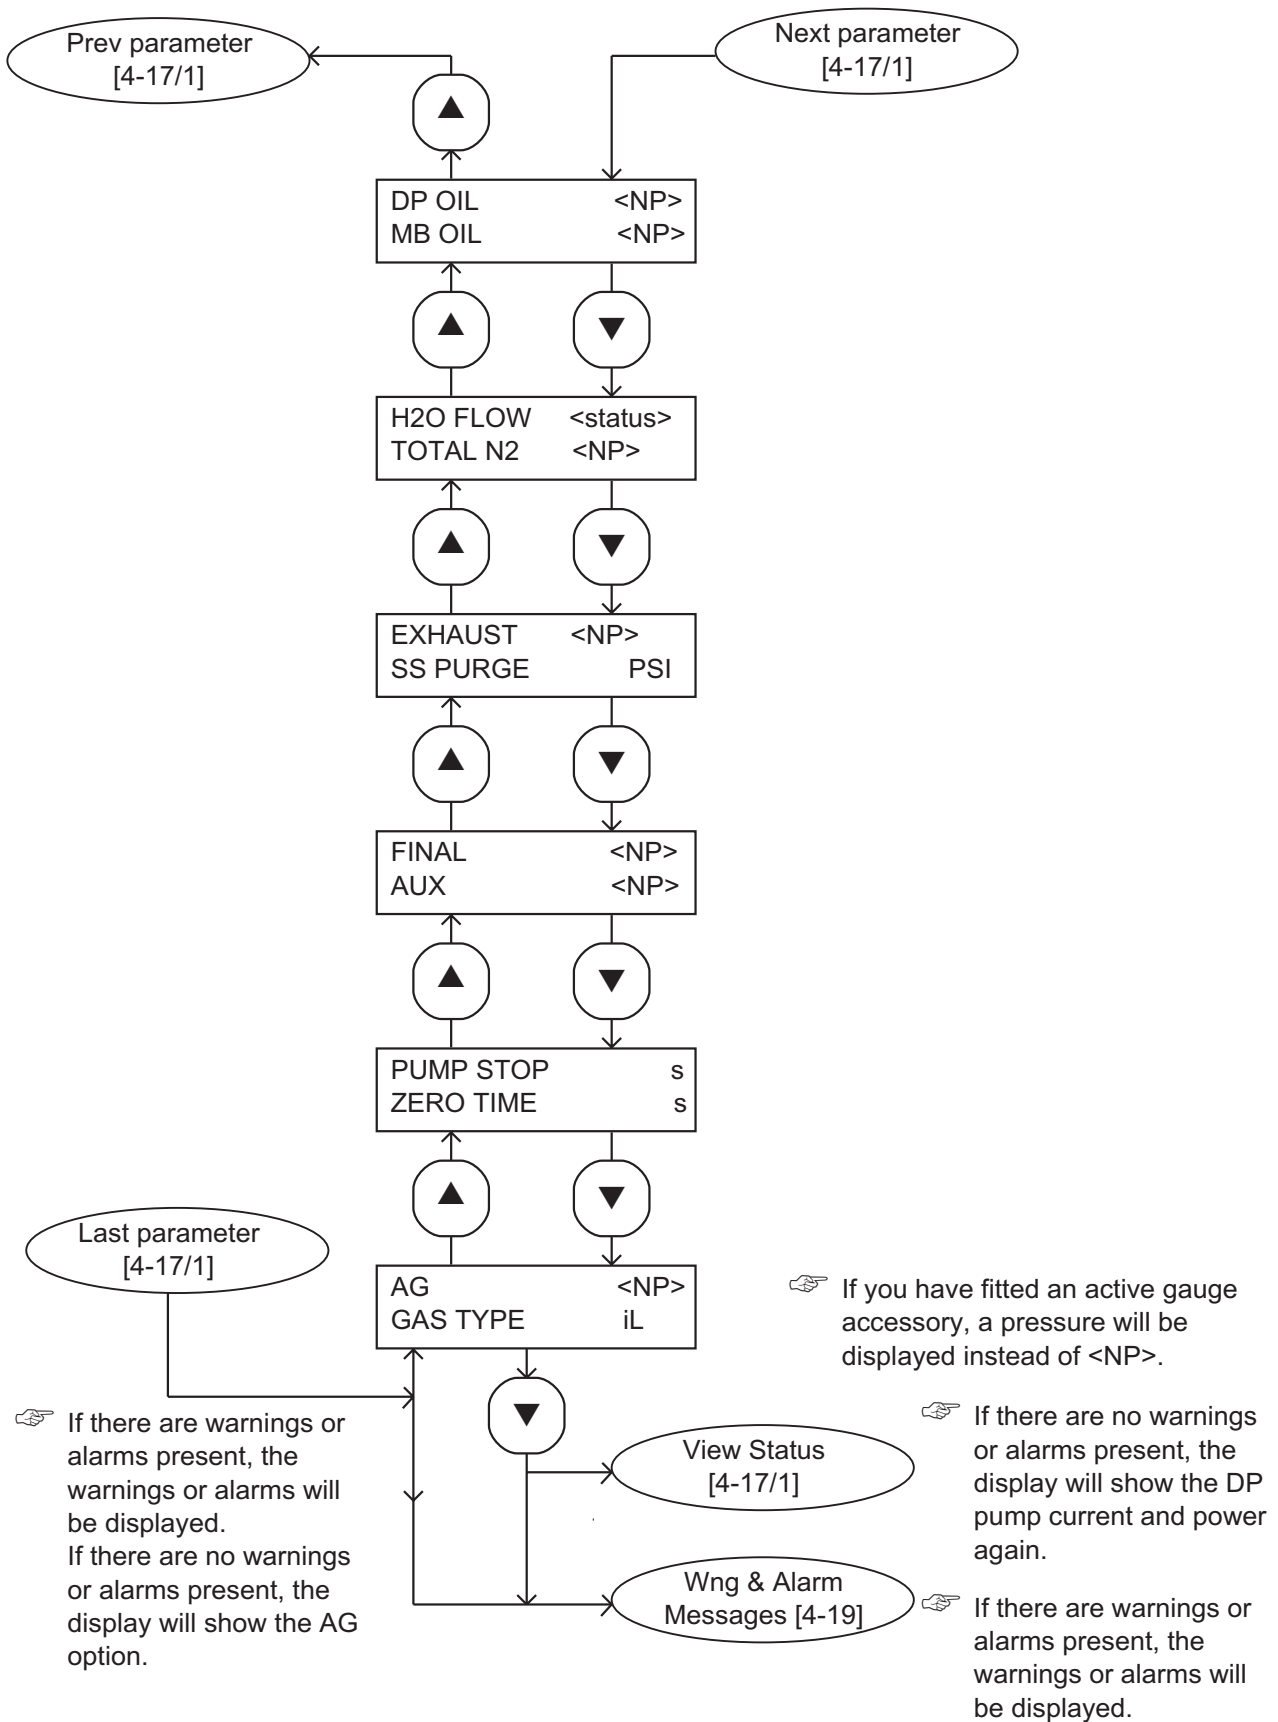 Prev parameter
[4-17/1]
Next parameter
[4-17/1]
DP OIL <NP>
MB OIL <NP>
H2O FLOW <status>
TOTAL N2 <NP>
EXHAUST <NP>
SS PURGE PSI
FINAL <NP>
AUX <NP>
PUMP STOP s
ZERO TIME s
Last parameter
[4-17/1]
AG <NP>
GAS TYPE iL
☞ If you have fitted an active gauge
accessory, a pressure will be
displayed instead of <NP>.
☞ If there are warnings or
alarms present, the
warnings or alarms will
be displayed.
If there are no warnings
or alarms present, the
display will show the AG
option.
View Status
[4-17/1]
☞ If there are no warnings
or alarms present, the
display will show the DP
pump current and power
again.
Wng & Alarm
Messages [4-19]
☞ If there are warnings or
alarms present, the
warnings or alarms will
be displayed.